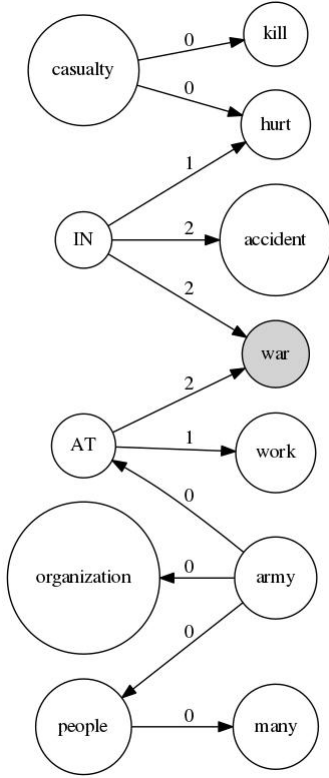 0
kill
casualty
0
hurt
1
IN
2
accident
2
war
2
AT
1
work
0
organization
0
army
0
people
0
many